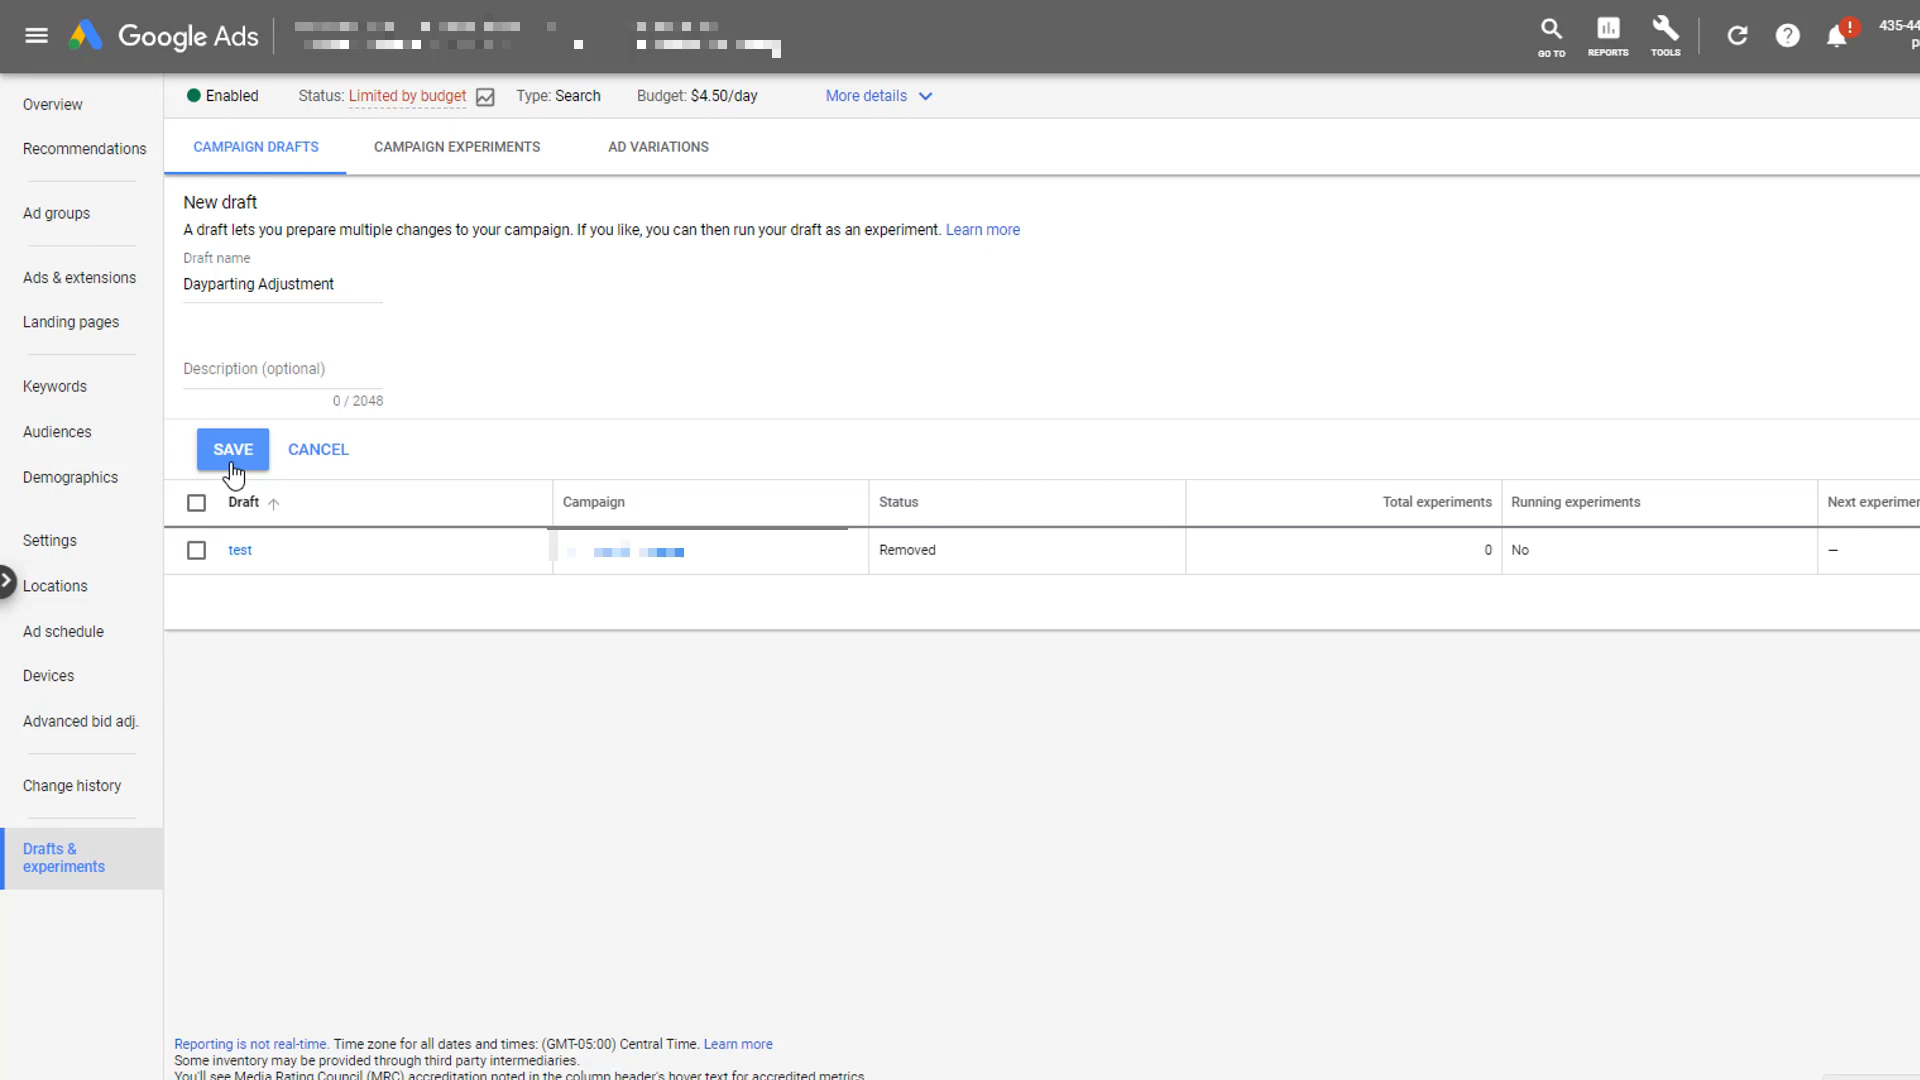 Google Ads
GO TO
REPORTS
TOOLS
!
435-44
Overview
Recommendations
Ad groups
Ads & extensions
Landing pages
Keywords
Audiences
Demographics
Settings
Locations
Ad schedule
Devices
Advanced bid adj.
Change history
Drafts &
experiments
Enabled Status: Limited by budget Type: Search Budget: $4.50/day More details
CAMPAIGN DRAFTS CAMPAIGN EXPERIMENTS AD VARIATIONS
New draft
A draft lets you prepare multiple changes to your campaign. If you like, you can then run your draft as an experiment. Learn more
Draft name
Dayparting Adjustment
Description (optional)
0 / 2048
SAVE CANCEL
Draft Campaign Status Total experiments Running experiments Next experimen
test Removed 0 No —
Reporting is not real-time. Time zone for all dates and times: (GMT-05:00) Central Time. Learn more
Some inventory may be provided through third party intermediaries.
You'll see Media Rating Council (MRC) accreditation noted in the column header's hover text for accredited metrics.